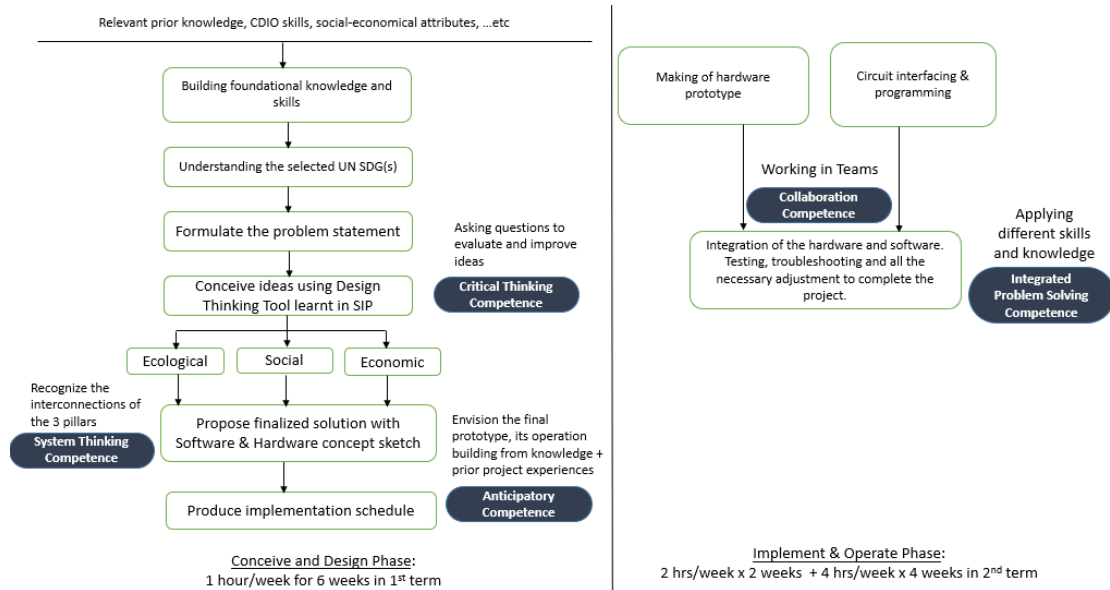 Relevant prior knowledge, CDIO skills, social-economical attributes, ...etc
Building foundational knowledge and
skills
Understanding the selected UN SDG(s)
Formulate the problem statement
Asking questions to
evaluate and improve
ideas
Critical Thinking
Competence
Conceive ideas using Design
Thinking Tool learnt in SIP
Ecological
Social
Economic
Recognize the
interconnections of
the 3 pillars
System Thinking
Competence
Propose finalized solution with
Software & Hardware concept sketch
Envision the final
prototype, its operation
building from knowledge +
prior project experiences
Anticipatory
Competence
Produce implementation schedule
Conceive and Design Phase:
1 hour/week for 6 weeks in 1st term
Making of hardware
prototype
Circuit interfacing &
programming
Working in Teams
Collaboration
Competence
Integration of the hardware and software.
Testing, troubleshooting and all the
necessary adjustment to complete the
project.
Applying
different skills
and knowledge
Integrated
Problem Solving
Competence
Implement & Operate Phase:
2 hrs/week x 2 weeks + 4 hrs/week x 4 weeks in 2nd term